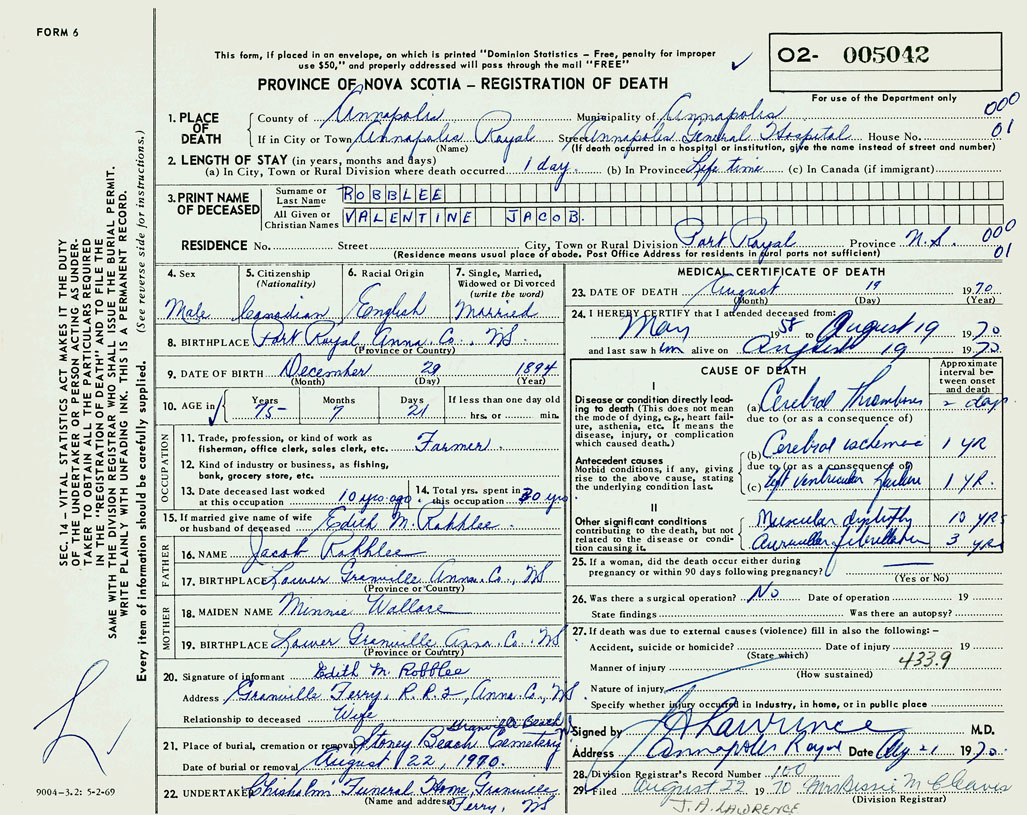 FORM 6
This form, if placed in an envelope, on which is printed "Dominion Statistics – Free, penalty for improper
use $50," and properly addressed will pass through the mail "FREE"
PROVINCE OF NOVA SCOTIA – REGISTRATION OF DEATH
O2- 005042
For use of the Department only
1. PLACE OF DEATH
County of Annapolis Municipality of Annapolis 000
If in City or Town Annapolis Royal Street Annapolis General Hospital House No. 01
(Name) (If death occurred in a hospital or institution, give the name instead of street and number)
2. LENGTH OF STAY (in years, months and days)
(a) In City, Town or Rural Division where death occurred 1 day. (b) In Province Life time (c) In Canada (if immigrant)
3. PRINT NAME OF DECEASED
Surname or Last Name ROBBLEE
All Given or Christian Names VALENTINE JACOB.
RESIDENCE No. Street City, Town or Rural Division Port Royal Province N.S. 000
(Residence means usual place of abode. Post Office Address for residents in rural parts not sufficient) 01
4. Sex
Male
5. Citizenship
(Nationality)
Canadian
6. Racial Origin
English
7. Single, Married,
Widowed or Divorced
(write the word)
Married
8. BIRTHPLACE Port Royal, Anna. Co., NS
(Province or Country)
9. DATE OF BIRTH December 29 1894
(Month) (Day) (Year)
10. AGE in Years Months Days If less than one day old
75 7 21 hrs. or min.
OCCUPATION
11. Trade, profession, or kind of work as
fisherman, office clerk, sales clerk, etc. Farmer.
12. Kind of industry or business, as fishing,
bank, grocery store, etc.
13. Date deceased last worked
at this occupation 10 yrs. ago
14. Total yrs. spent in
this occupation 30 yrs
15. If married give name of wife
or husband of deceased Edith M. Robblee.
FATHER
16. NAME Jacob Robblee
17. BIRTHPLACE Lower Granville Anna. Co., NS
(Province or Country)
MOTHER
18. MAIDEN NAME Minnie Wallace
19. BIRTHPLACE Lower Granville, Anna. Co. NS
(Province or Country)
20. Signature of informant Edith M. Robblee
Address Granville Ferry, R.R.2, Anna. Co., NS
Relationship to deceased Wife
Granville Beach
21. Place of burial, cremation or removal Stoney Beach Cemetery
Date of burial or removal August 22, 1970.
22. UNDERTAKER Chisholm Funeral Home, Granville
(Name and address) Ferry, NS
MEDICAL CERTIFICATE OF DEATH
23. DATE OF DEATH August 19 1970
(Month) (Day) (Year)
24. I HEREBY CERTIFY that I attended deceased from:
May 1958 to August 19 1970
and last saw him alive on August 19 1970.
CAUSE OF DEATH
Approximate interval between onset and death
I
Disease or condition directly leading to death (This does not mean the mode of dying, e.g., heart failure, asthenia, etc. It means the disease, injury, or complication which caused death.)
(a) Cerebral thrombosis 2 days
due to (or as a consequence of)
Antecedent causes
Morbid conditions, if any, giving rise to the above cause, stating the underlying condition last.
(b) Cerebral ischemia 1 YR
due to (or as a consequence of)
(c) left ventricular failure 1 YR.
II
Other significant conditions
contributing to the death, but not related to the disease or condition causing it.
Muscular dystrophy 10 YRS
Auricular fibrillation 3 yrs
25. If a woman, did the death occur either during
pregnancy or within 90 days following pregnancy?
(Yes or No)
26. Was there a surgical operation? No Date of operation 19
State findings Was there an autopsy?
27. If death was due to external causes (violence) fill in also the following: –
Accident, suicide or homicide? Date of injury 19
(State which) 433.9
Manner of injury
(How sustained)
Nature of injury
Specify whether injury occurred in industry, in home, or in public place
Signed by J A Lawrence M.D.
Address Annapolis Royal Date Aug 21 1970.
28. Division Registrar's Record Number 100
29. Filed August 22 1970 Mrs Bessie M Cleaves
(Division Registrar)
J. A. LAWRENCE
SEC. 14 – VITAL STATISTICS ACT MAKES IT THE DUTY
OF THE UNDERTAKER OR PERSON ACTING AS UNDER-
TAKER TO OBTAIN ALL THE PARTICULARS REQUIRED
IN THE "REGISTRATION OF DEATH" AND TO FILE THE
SAME WITH THE DIVISION REGISTRAR WHO SHALL ISSUE THE BURIAL PERMIT.
WRITE PLAINLY WITH UNFADING INK. THIS IS A PERMANENT RECORD.
Every item of information should be carefully supplied. (See reverse side for instructions.)
9004-3.2: 5-2-69